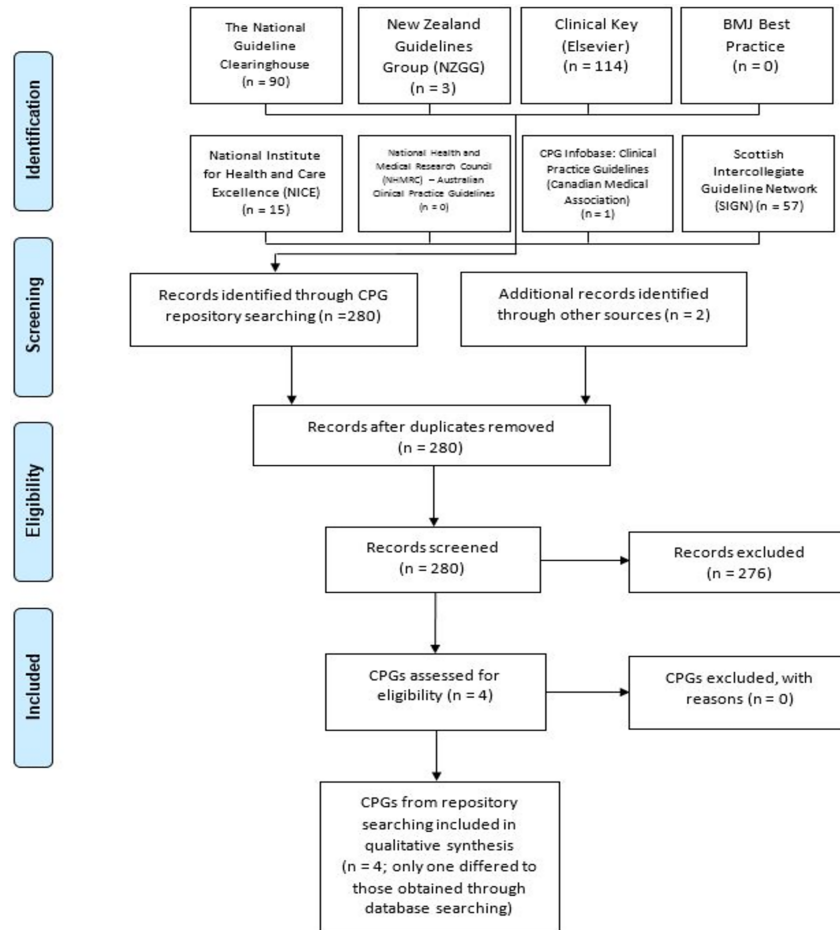 The National
Guideline
Clearinghouse
(n = 90)
New Zealand
Guidelines
Group (NZGG)
(n = 3)
Clinical Key
(Elsevier)
(n = 114)
BMJ Best
Practice
(n = 0)
Identification
National Institute
for Health and Care
Excellence (NICE)
(n = 15)
National Health and
Medical Research Council
(NHMRC) – Australian
Clinical Practice Guidelines
(n = 0)
CPG Infobase: Clinical
Practice Guidelines
(Canadian Medical
Association)
(n = 1)
Scottish
Intercollegiate
Guideline Network
(SIGN) (n = 57)
Screening
Records identified through CPG
repository searching (n =280)
Additional records identified
through other sources (n = 2)
Records after duplicates removed
(n = 280)
Eligibility
Records screened
(n = 280)
Records excluded
(n = 276)
Included
CPGs assessed for
eligibility (n = 4)
CPGs excluded, with
reasons (n = 0)
CPGs from repository
searching included in
qualitative synthesis
(n = 4; only one differed to
those obtained through
database searching)